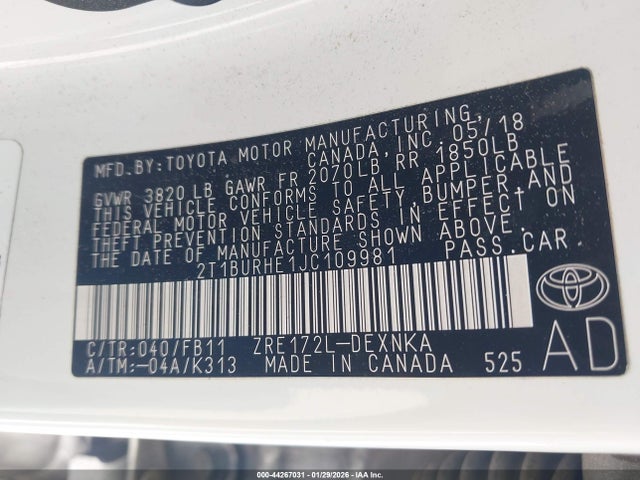 MFD.BY:TOYOTA MOTOR MANUFACTURING,
CANADA,INC. 05/18
GVWR 3820 LB GAWR FR 2070LB RR 1850LB
THIS VEHICLE CONFORMS TO ALL APPLICABLE
FEDERAL MOTOR VEHICLE SAFETY,BUMPER,AND
THEFT PREVENTION STANDARDS IN EFFECT ON
THE DATE OF MANUFACTURE SHOWN ABOVE.
2T1BURHE1JC109981 PASS.CAR
C/TR:040/FB11 ZRE172L-DEXNKA
A/TM:-04A/K313 MADE IN CANADA 525
AD
000-44267031 - 01/29/2026 - IAA Inc.